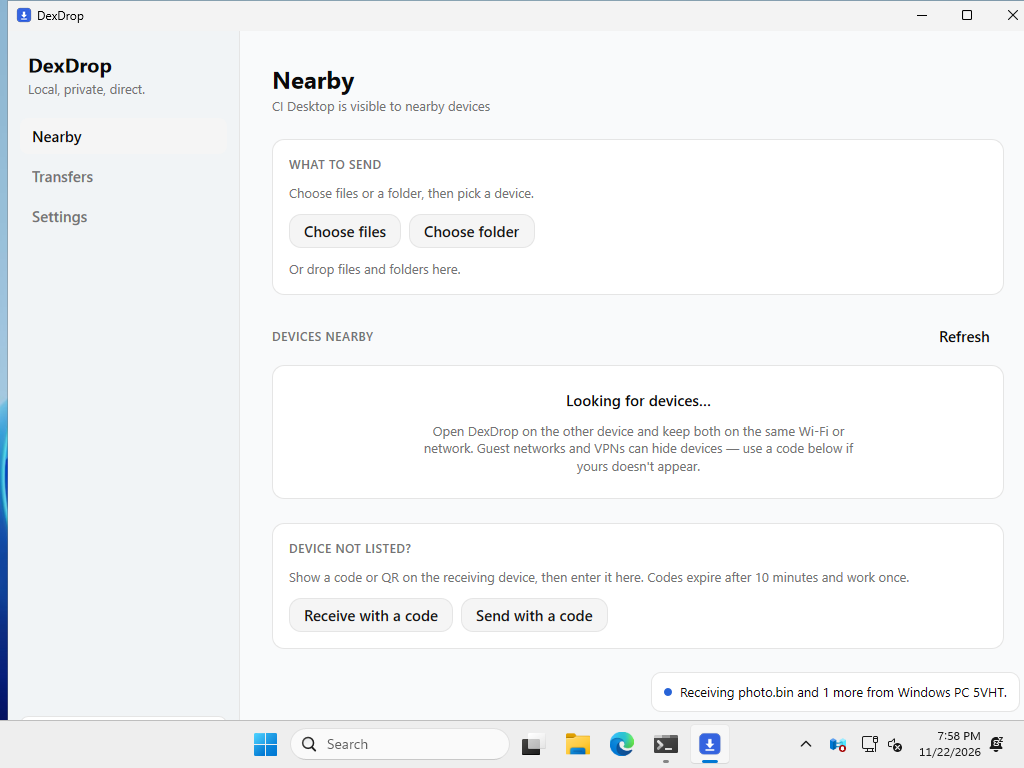 DexDrop
DexDrop
Local, private, direct.
Nearby
Transfers
Settings
Nearby
CI Desktop is visible to nearby devices
WHAT TO SEND
Choose files or a folder, then pick a device.
Choose files
Choose folder
Or drop files and folders here.
DEVICES NEARBY
Refresh
Looking for devices...
Open DexDrop on the other device and keep both on the same Wi-Fi or
network. Guest networks and VPNs can hide devices — use a code below if
yours doesn't appear.
DEVICE NOT LISTED?
Show a code or QR on the receiving device, then enter it here. Codes expire after 10 minutes and work once.
Receive with a code
Send with a code
Receiving photo.bin and 1 more from Windows PC 5VHT.
Search
7:58 PM
11/22/2026